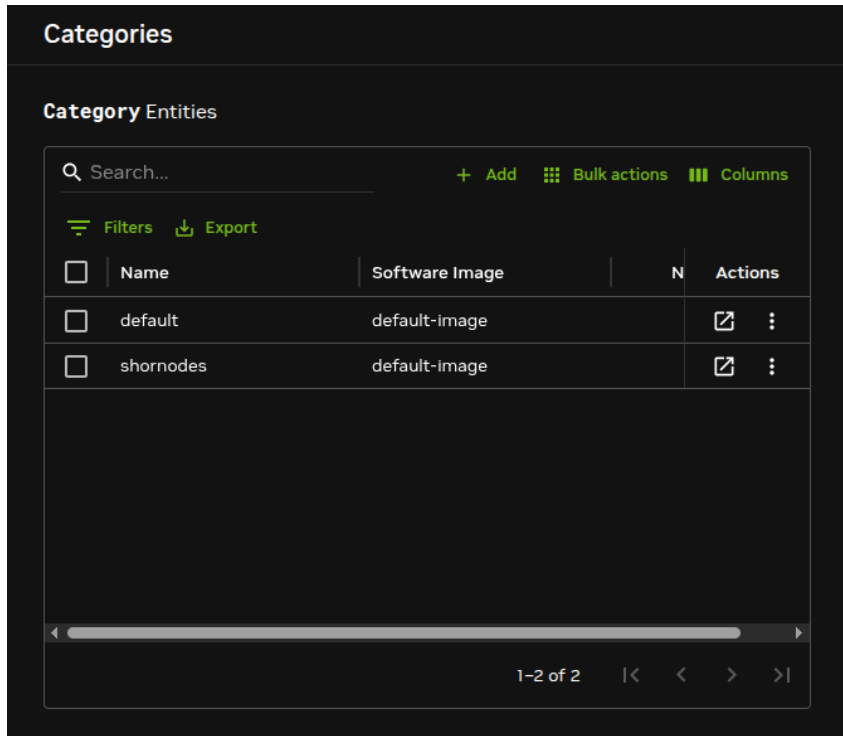 Categories
Category Entities
Search...
+ Add Bulk actions Columns
Filters Export
Name Software Image N Actions
default default-image
shornodes default-image
1–2 of 2